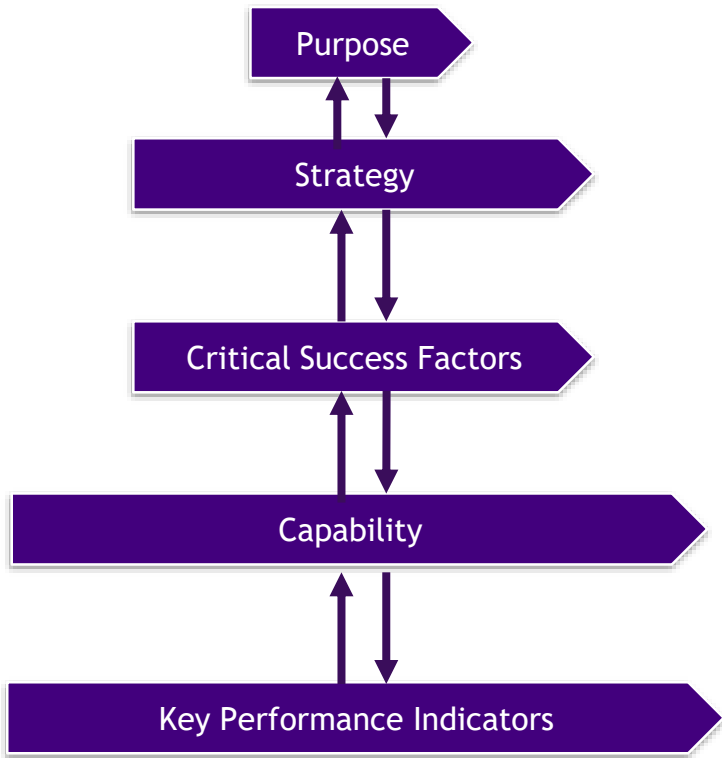 Purpose
Strategy
Critical Success Factors
Capability
Key Performance Indicators